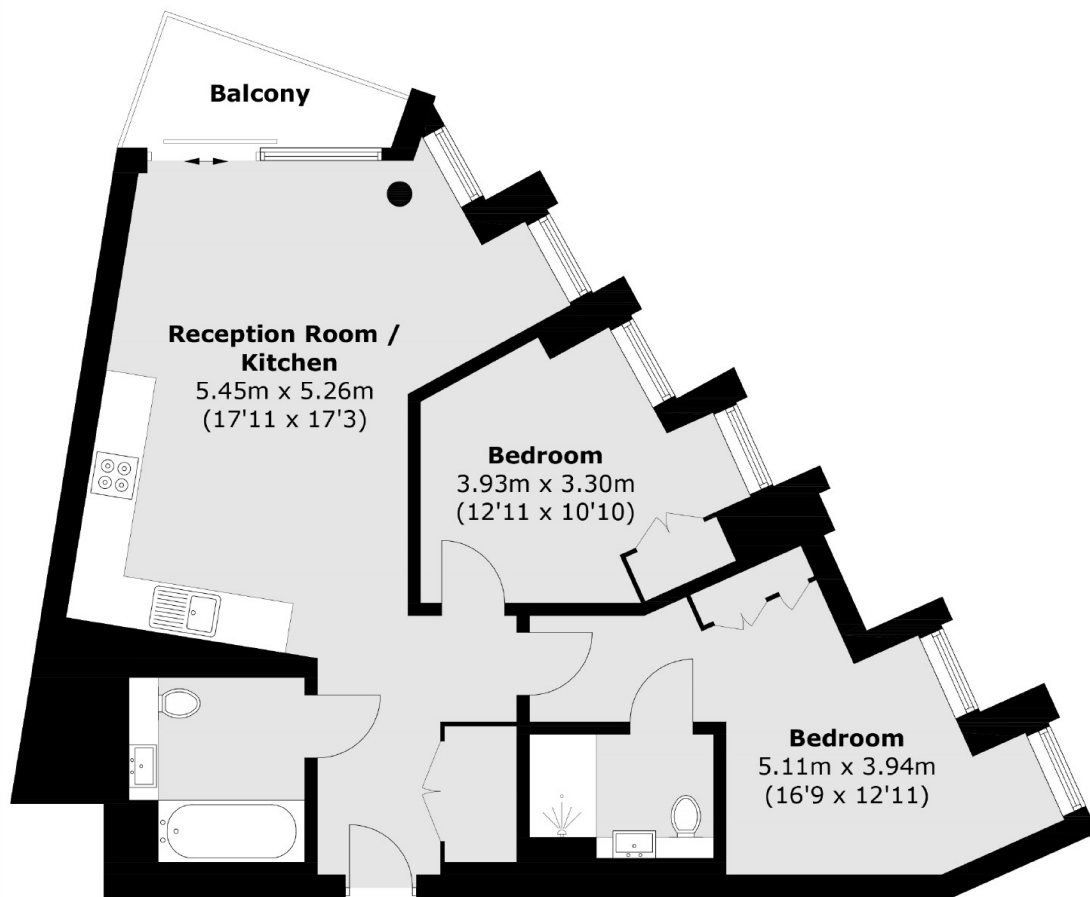 Balcony
Reception Room /
Kitchen
5.45m x 5.26m
(17'11 x 17'3)
Bedroom
3.93m x 3.30m
(12'11 x 10'10)
Bedroom
5.11m x 3.94m
(16'9 x 12'11)